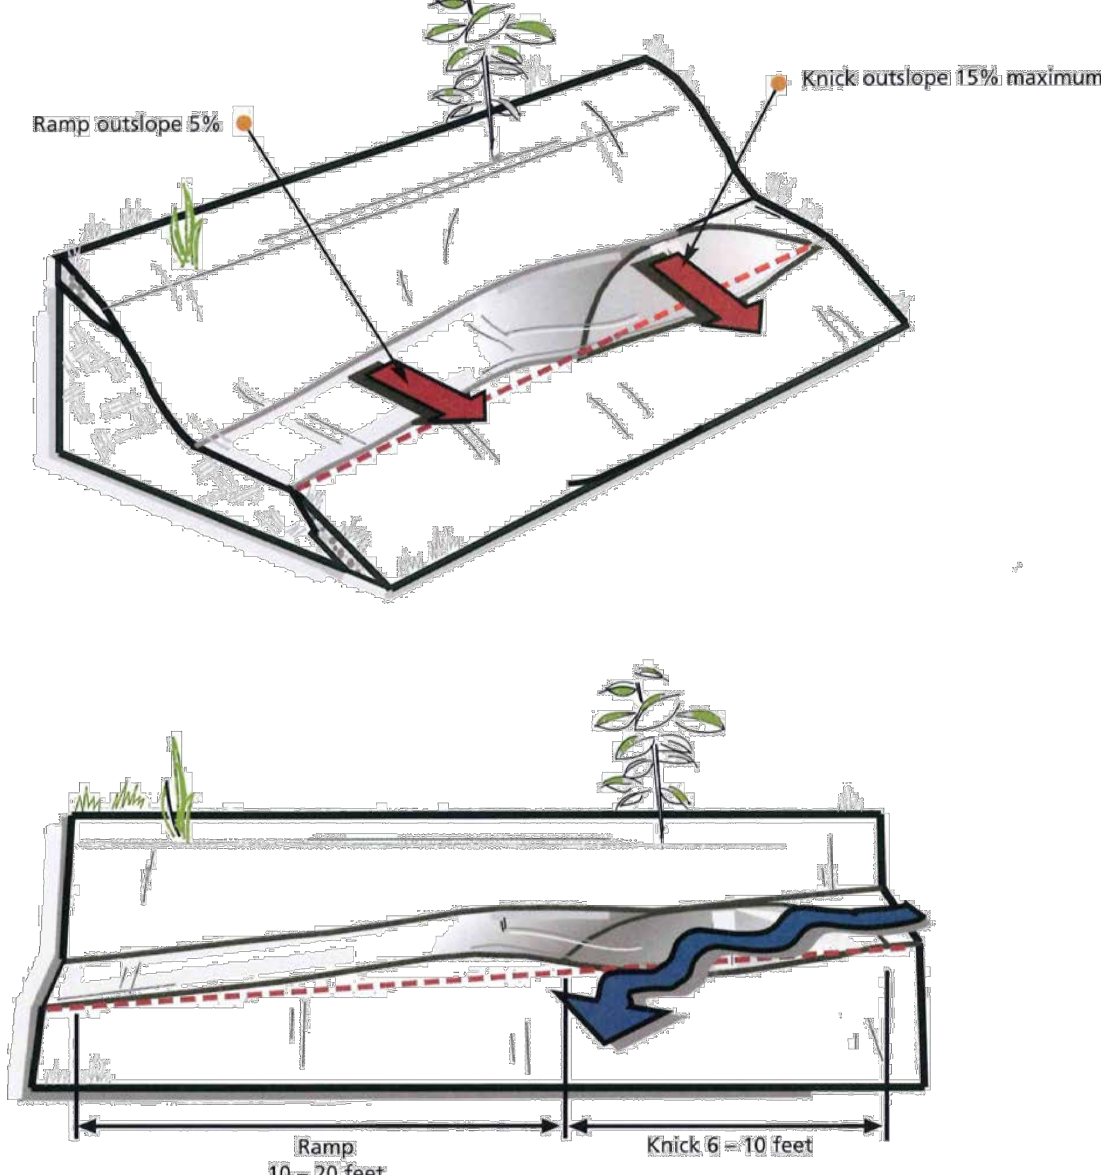 Knick outslope 15% maximum
Ramp outslope 5%
Ramp
10 – 20 feet
Knick 6 – 10 feet